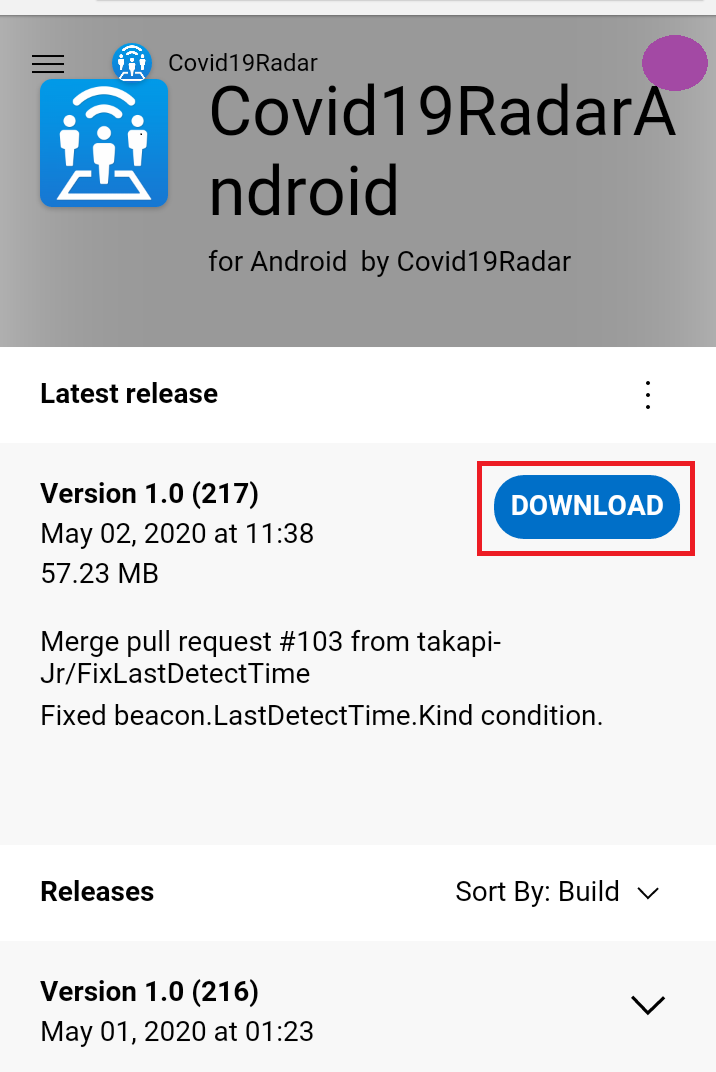 Covid19Radar
Covid19RadarA
ndroid
for Android by Covid19Radar
Latest release
Version 1.0 (217)
DOWNLOAD
May 02, 2020 at 11:38
57.23 MB
Merge pull request #103 from takapi-
Jr/FixLastDetectTime
Fixed beacon.LastDetectTime.Kind condition.
Releases
Sort By: Build
Version 1.0 (216)
May 01, 2020 at 01:23